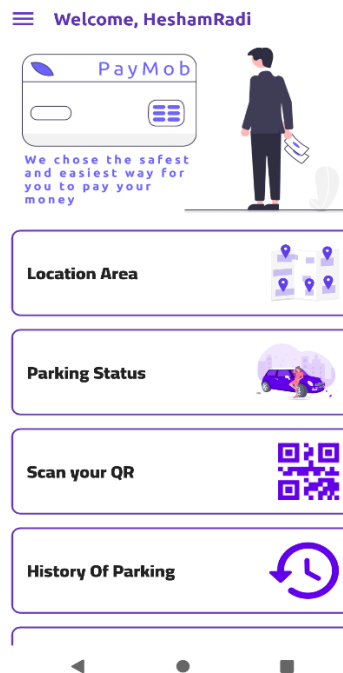 Welcome, HeshamRadi
PayMob
We chose the safest
and easiest way for
you to pay your
money
Location Area
Parking Status
Scan your QR
History Of Parking